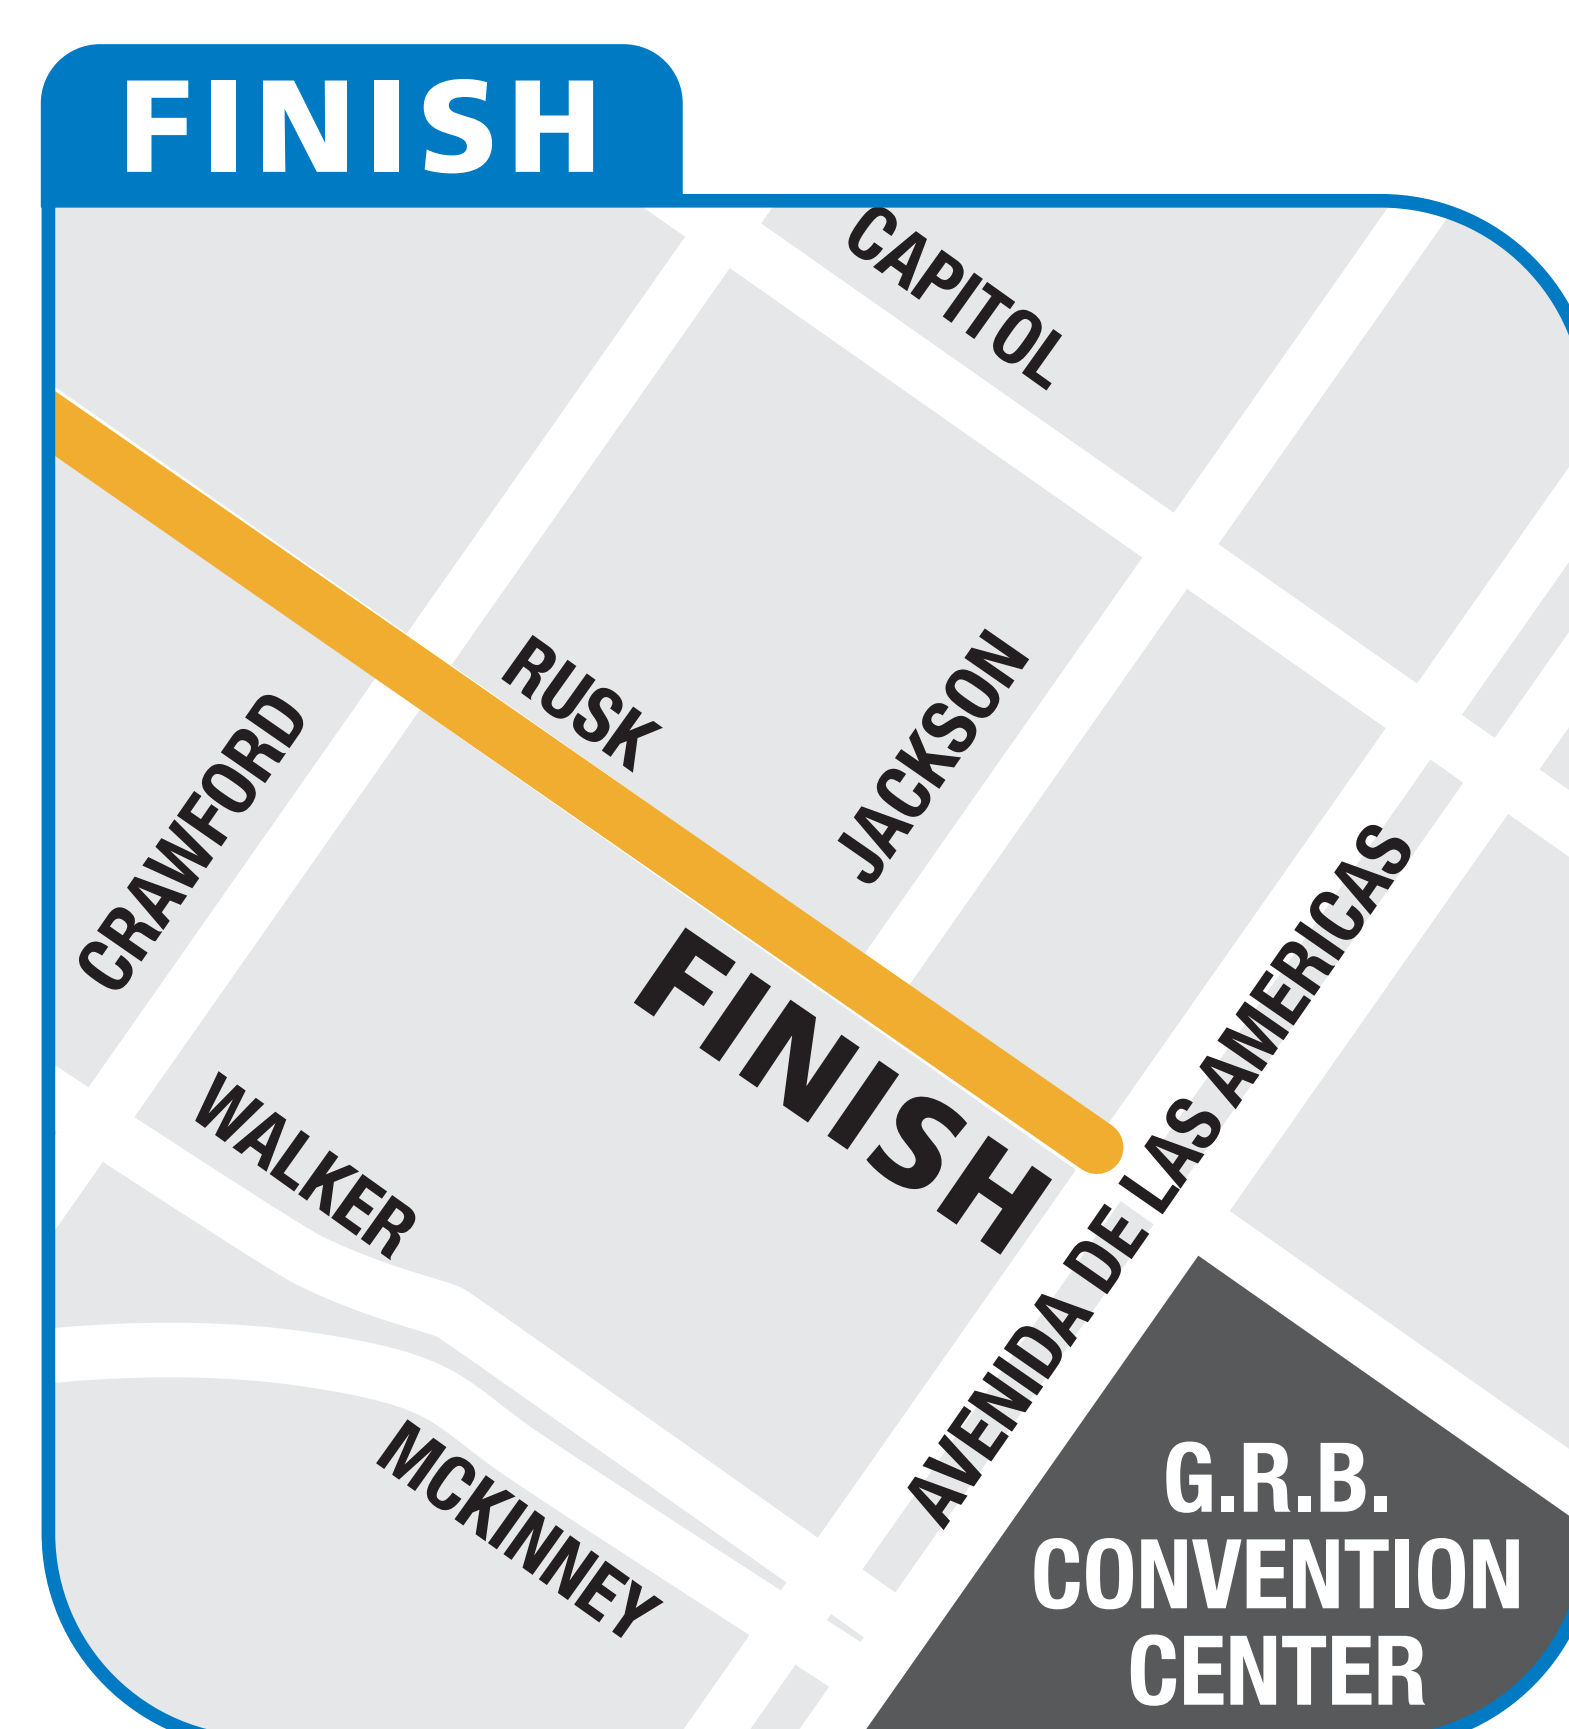 FINISH
CAPITOL
RUSK
JACKSON
CRAWFORD
FINISH
AVENIDA DE LAS AMERICAS
WALKER
MCKINNEY
G.R.B.
CONVENTION
CENTER